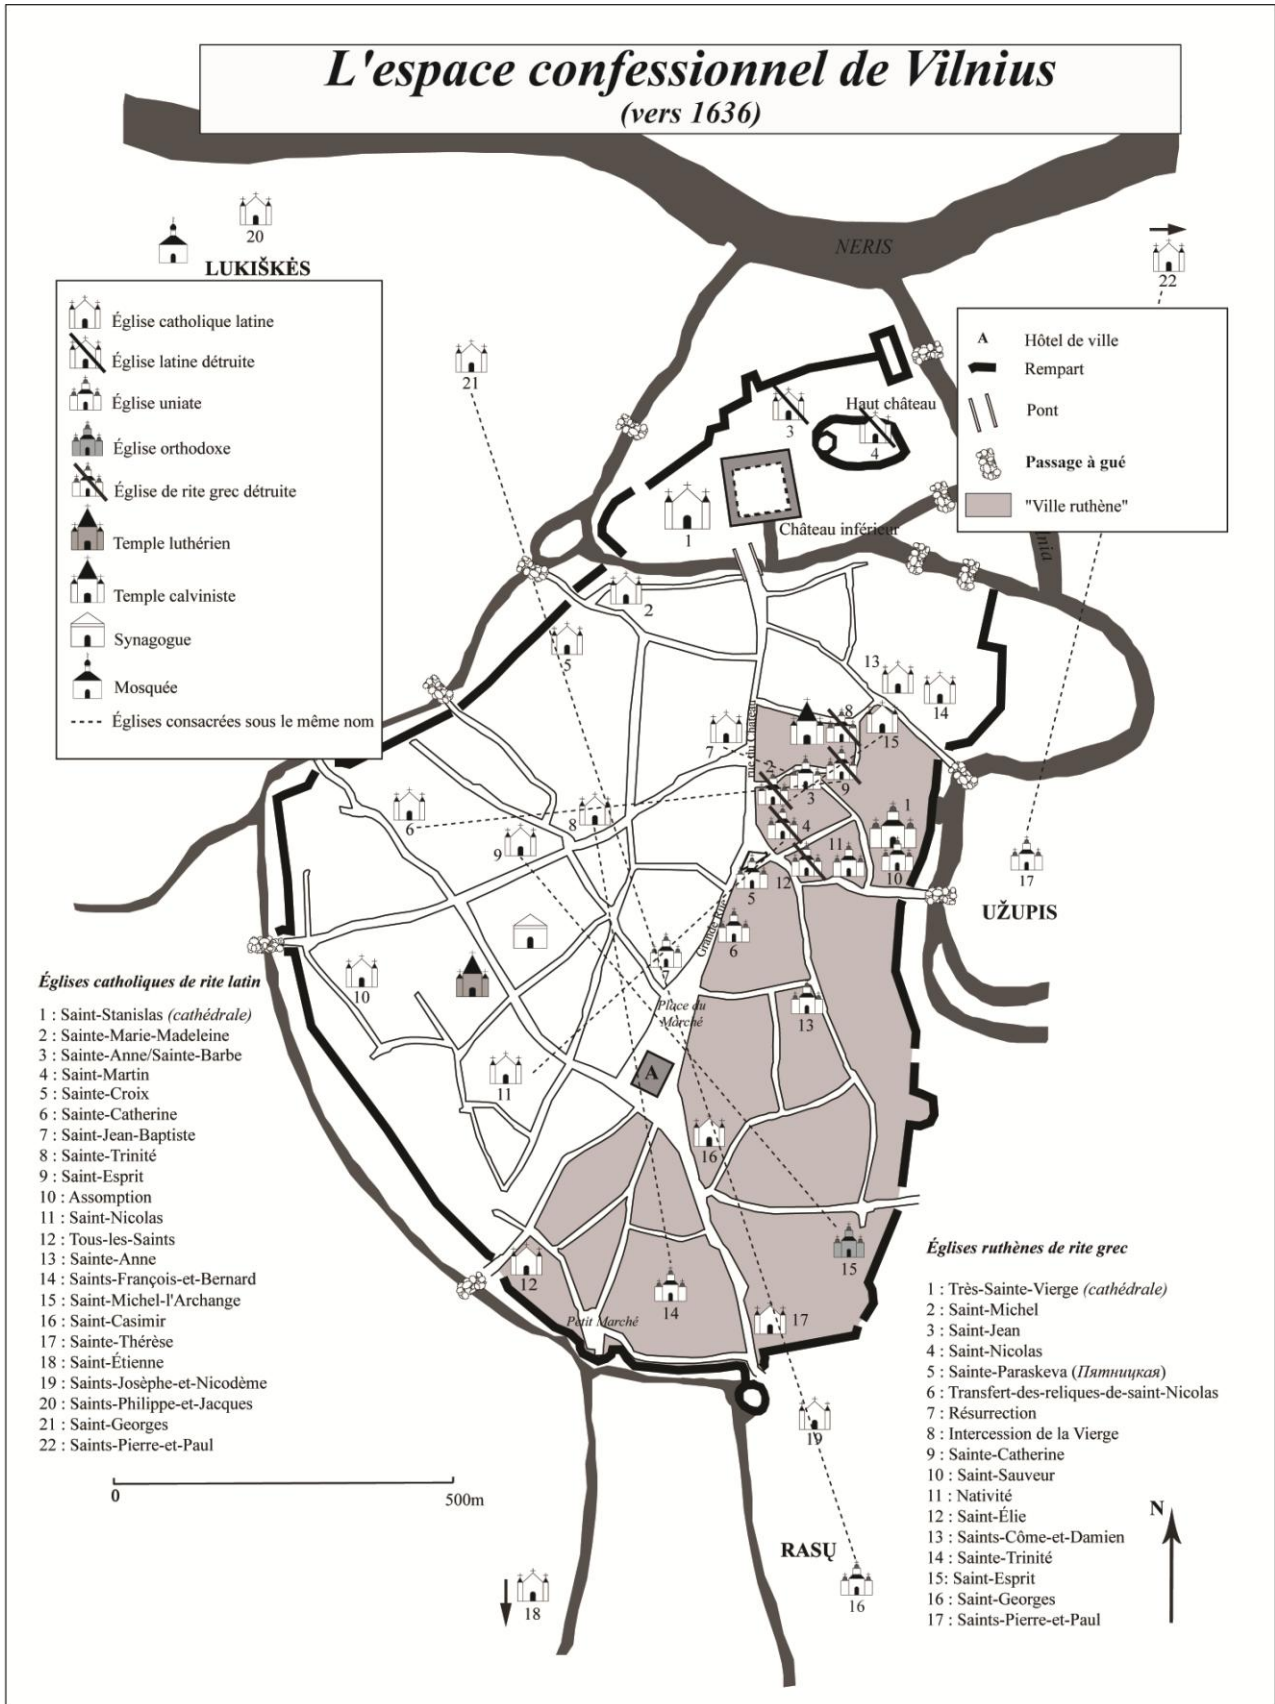 L'espace confessionnel de Vilnius
(vers 1636)
20
LUKIŠKĖS
NERIS
22
Église catholique latine
Église latine détruite
Église uniate
Église orthodoxe
Église de rite grec détruite
Temple luthérien
Temple calviniste
Synagogue
Mosquée
Églises consacrées sous le même nom
21
A Hôtel de ville
Rempart
Pont
Passage à gué
"Ville ruthène"
3
Haut château
4
1
Château inférieur
lnia
2
5
13
14
8
15
7
rue du Château
2
3
9
6
8
9
4
1
11
10
12
5
17
UŽUPIS
6
Grande Rue
7
10
Place du
Marché
13
A
11
16
15
12
14
17
Petit Marché
19
RASŲ
16
18
Églises catholiques de rite latin
1 : Saint-Stanislas (cathédrale)
2 : Sainte-Marie-Madeleine
3 : Sainte-Anne/Sainte-Barbe
4 : Saint-Martin
5 : Sainte-Croix
6 : Sainte-Catherine
7 : Saint-Jean-Baptiste
8 : Sainte-Trinité
9 : Saint-Esprit
10 : Assomption
11 : Saint-Nicolas
12 : Tous-les-Saints
13 : Sainte-Anne
14 : Saints-François-et-Bernard
15 : Saint-Michel-l'Archange
16 : Saint-Casimir
17 : Sainte-Thérèse
18 : Saint-Étienne
19 : Saints-Josèphe-et-Nicodème
20 : Saints-Philippe-et-Jacques
21 : Saint-Georges
22 : Saints-Pierre-et-Paul
0 500m
Églises ruthènes de rite grec
1 : Très-Sainte-Vierge (cathédrale)
2 : Saint-Michel
3 : Saint-Jean
4 : Saint-Nicolas
5 : Sainte-Paraskeva (Пятницкая)
6 : Transfert-des-reliques-de-saint-Nicolas
7 : Résurrection
8 : Intercession de la Vierge
9 : Sainte-Catherine
10 : Saint-Sauveur
11 : Nativité
12 : Saint-Élie
13 : Saints-Côme-et-Damien
14 : Sainte-Trinité
15: Saint-Esprit
16 : Saint-Georges
17 : Saints-Pierre-et-Paul
N